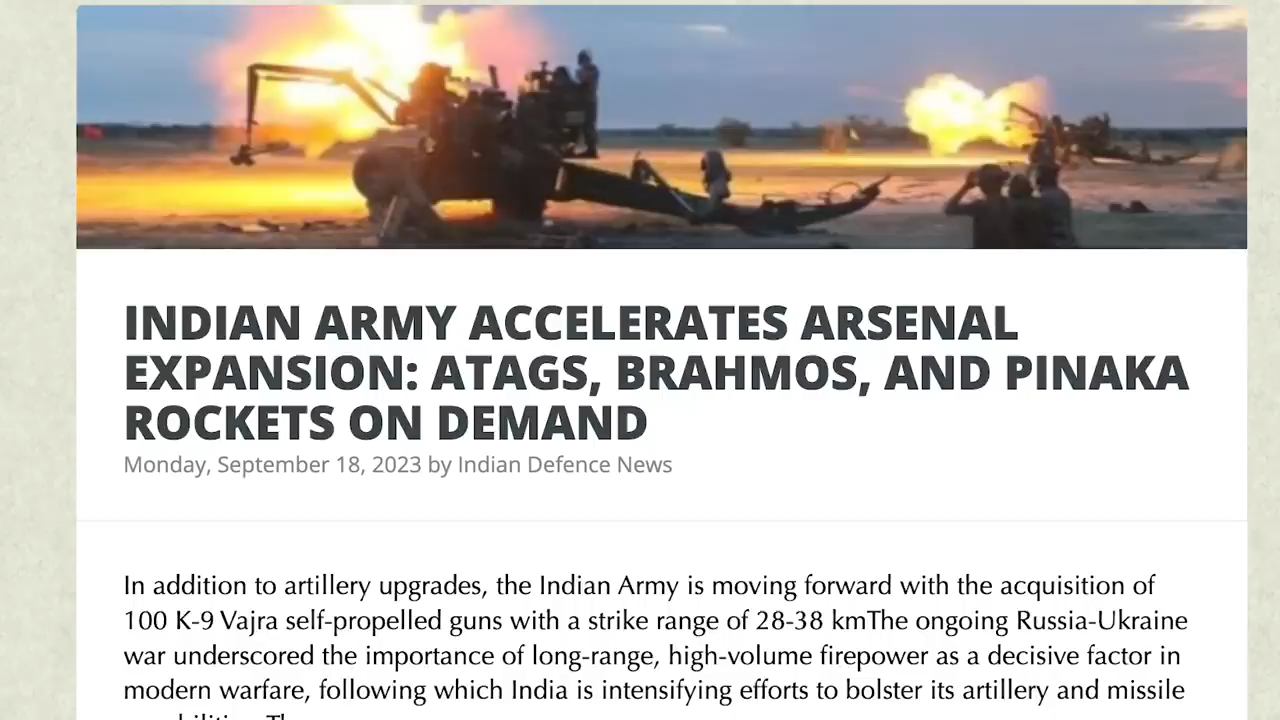 INDIAN ARMY ACCELERATES ARSENAL
EXPANSION: ATAGS, BRAHMOS, AND PINAKA
ROCKETS ON DEMAND
Monday, September 18, 2023 by Indian Defence News
In addition to artillery upgrades, the Indian Army is moving forward with the acquisition of
100 K-9 Vajra self-propelled guns with a strike range of 28-38 kmThe ongoing Russia-Ukraine
war underscored the importance of long-range, high-volume firepower as a decisive factor in
modern warfare, following which India is intensifying efforts to bolster its artillery and missile